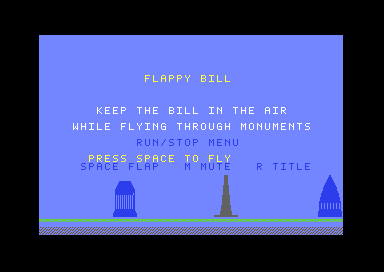 FLAPPY BILL
KEEP THE BILL IN THE AIR
WHILE FLYING THROUGH MONUMENTS
RUN/STOP MENU
PRESS SPACE TO FLY
SPACE FLAP M MUTE R TITLE